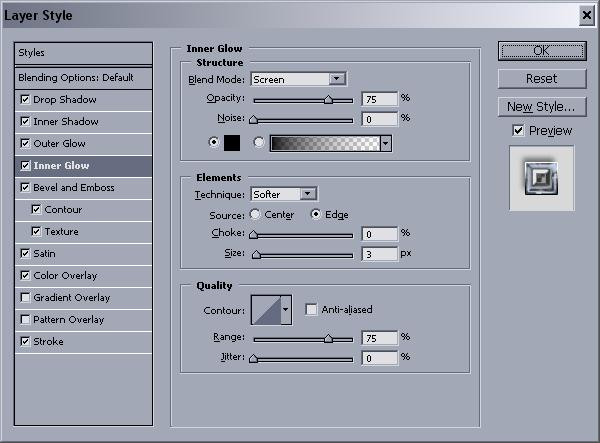 Layer Style
Styles
Blending Options: Default
Drop Shadow
Inner Shadow
Outer Glow
Inner Glow
Bevel and Emboss
Contour
Texture
Satin
Color Overlay
Gradient Overlay
Pattern Overlay
Stroke
Inner Glow
Structure
Blend Mode: Screen
Opacity: 75 %
Noise: 0 %
Elements
Technique: Softer
Source: Center Edge
Choke: 0 %
Size: 3 px
Quality
Contour: Anti-aliased
Range: 75 %
Jitter: 0 %
OK
Reset
New Style...
Preview